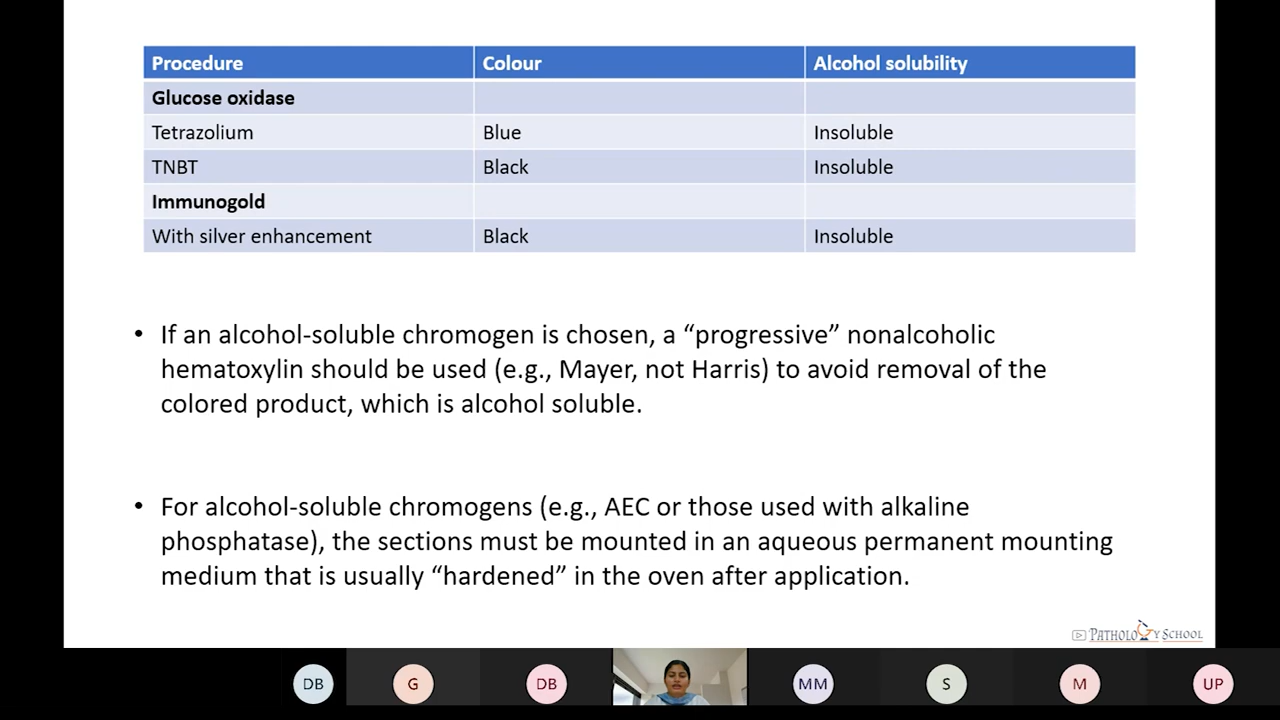 Procedure Colour Alcohol solubility
Glucose oxidase
Tetrazolium Blue Insoluble
TNBT Black Insoluble
Immunogold
With silver enhancement Black Insoluble
• If an alcohol-soluble chromogen is chosen, a “progressive” nonalcoholic
hematoxylin should be used (e.g., Mayer, not Harris) to avoid removal of the
colored product, which is alcohol soluble.
• For alcohol-soluble chromogens (e.g., AEC or those used with alkaline
phosphatase), the sections must be mounted in an aqueous permanent mounting
medium that is usually “hardened” in the oven after application.
PATHOLOGY SCHOOL
DB G DB MM S M UP